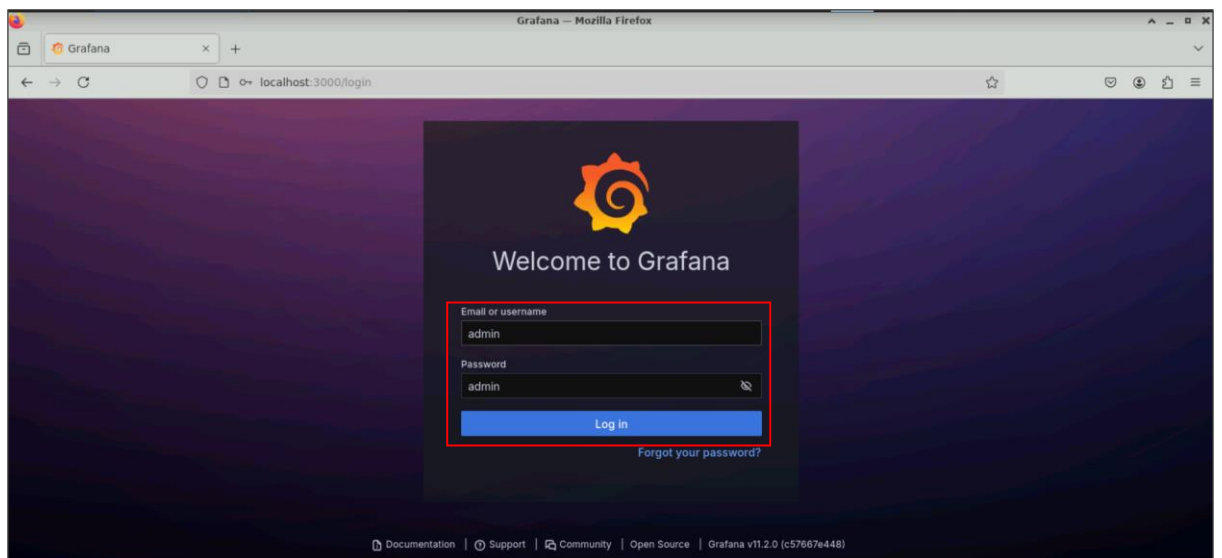 Grafana — Mozilla Firefox
Grafana
localhost:3000/login
Welcome to Grafana
Email or username
admin
Password
admin
Log in
Forgot your password?
Documentation | Support | Community | Open Source | Grafana v11.2.0 (c57667e448)